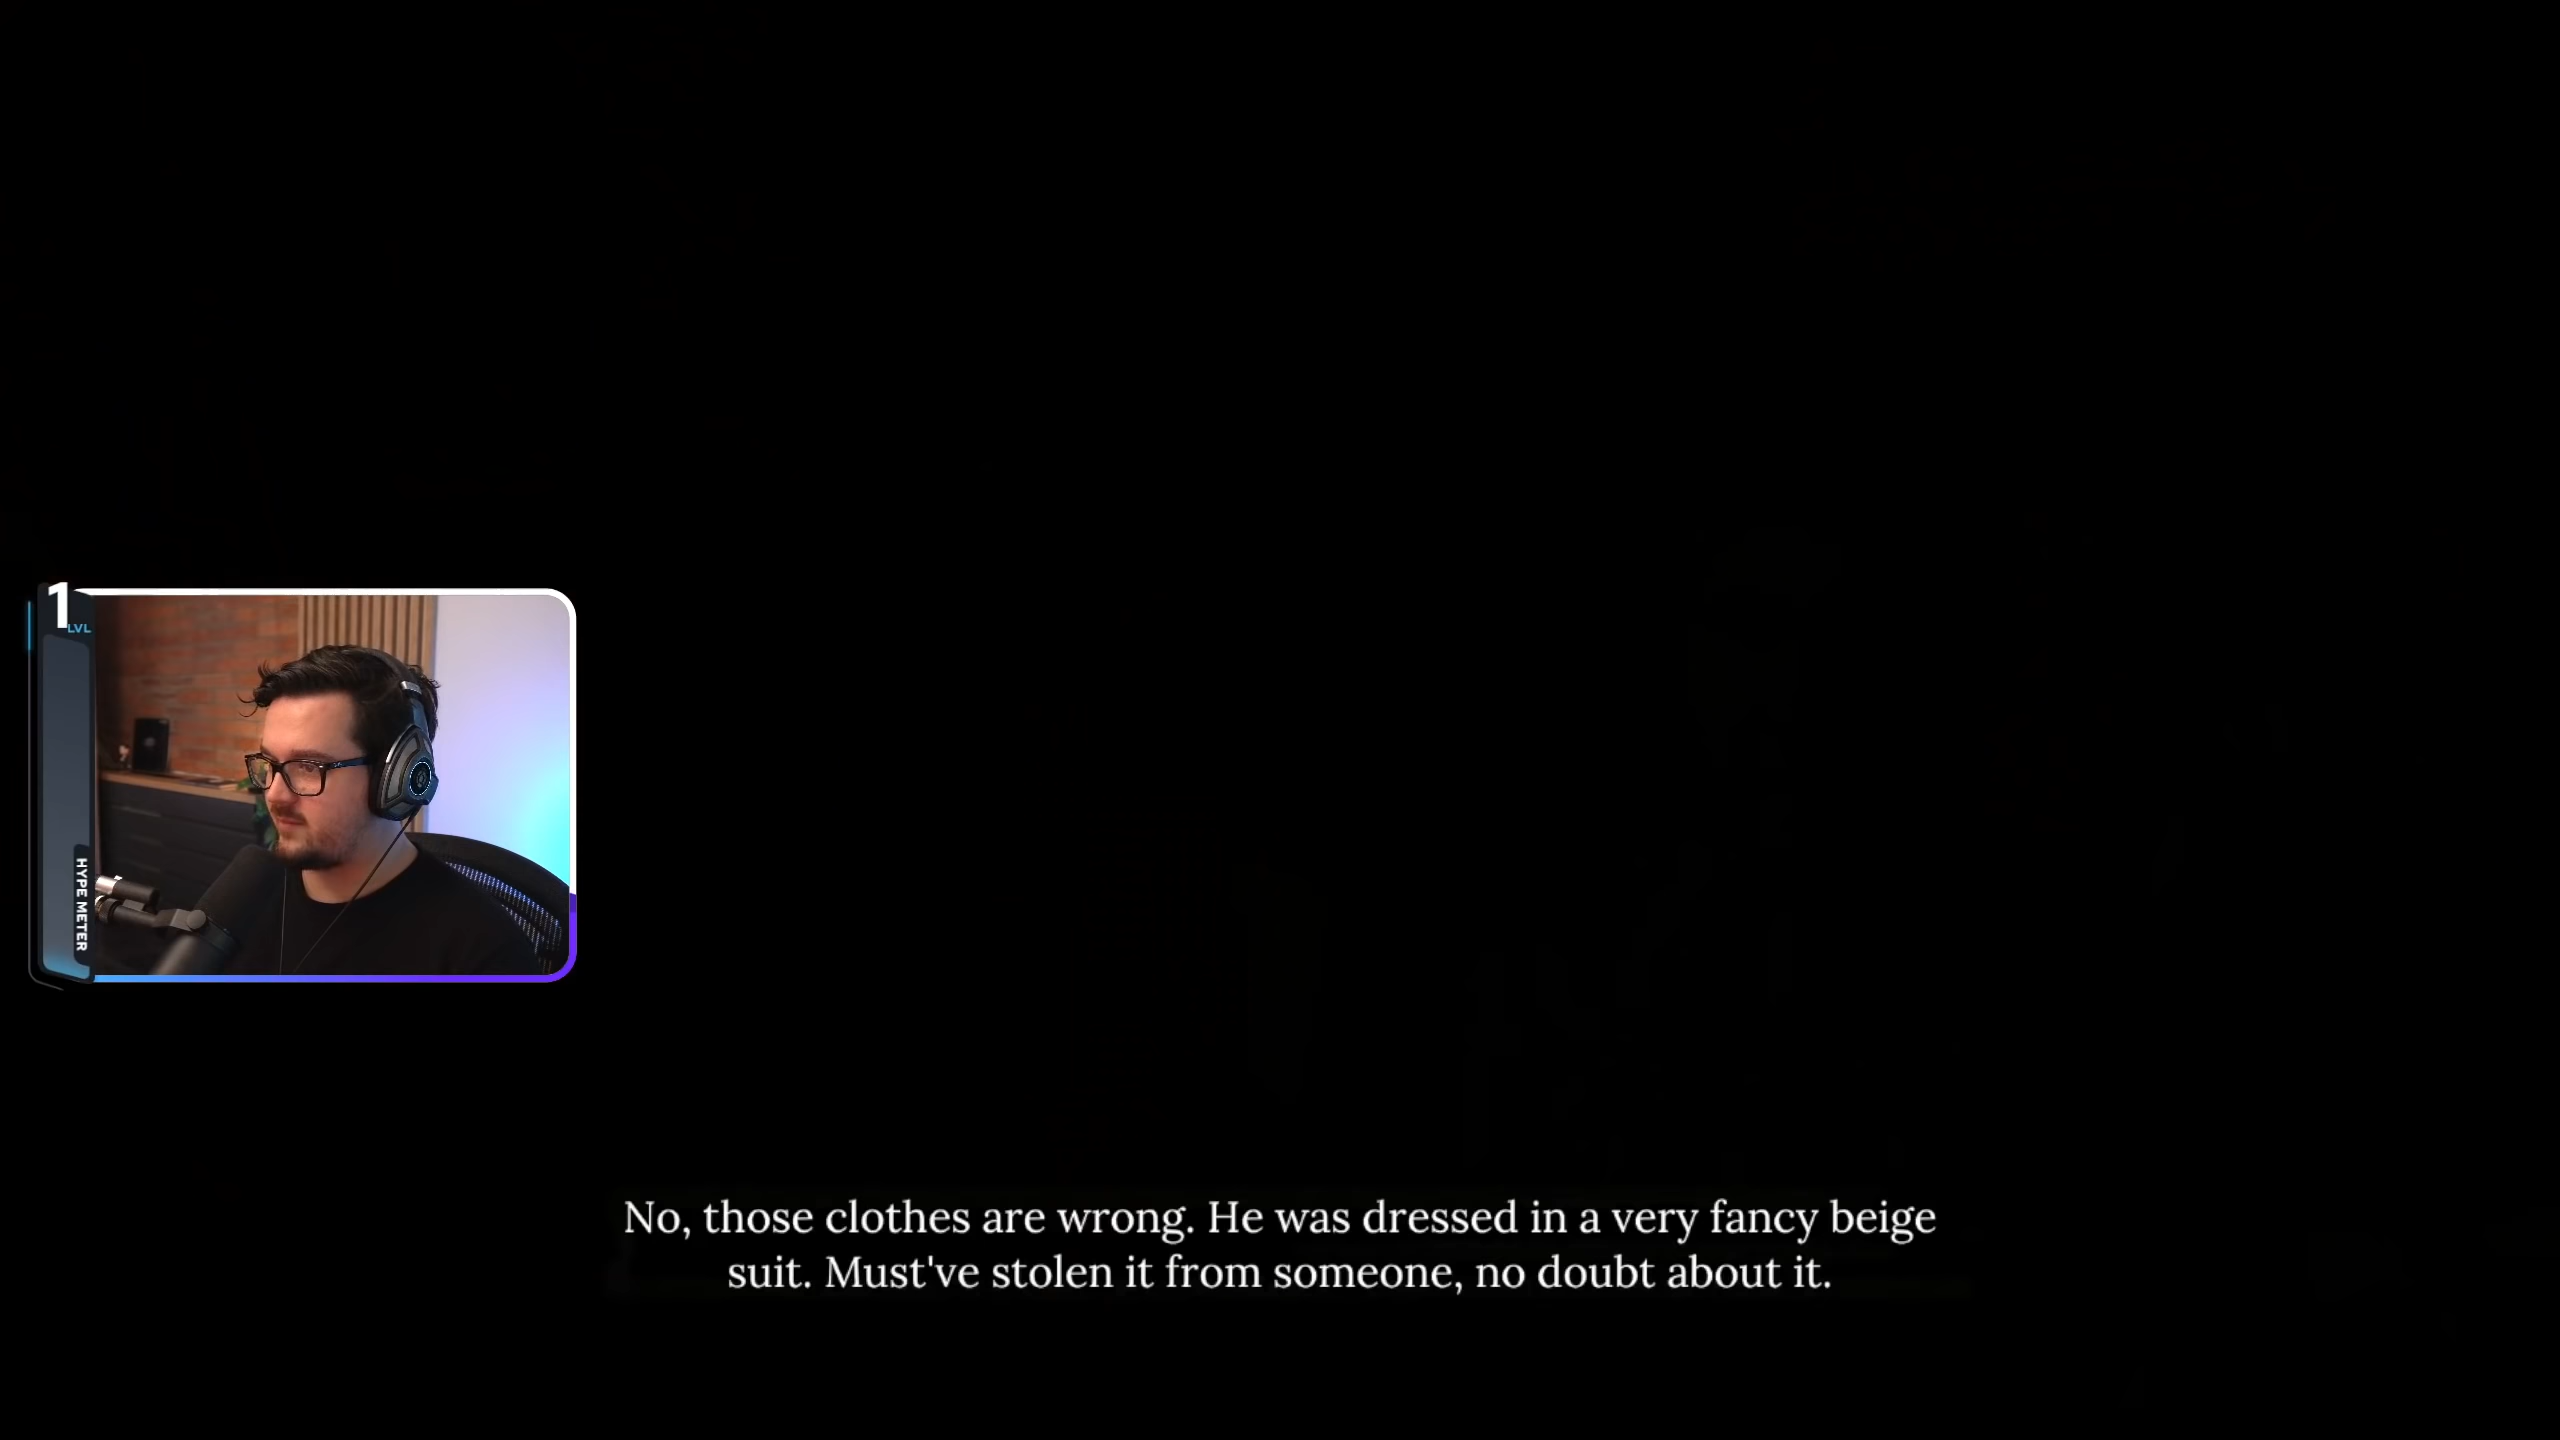 1
LVL
HYPE METER
No, those clothes are wrong. He was dressed in a very fancy beige
suit. Must've stolen it from someone, no doubt about it.